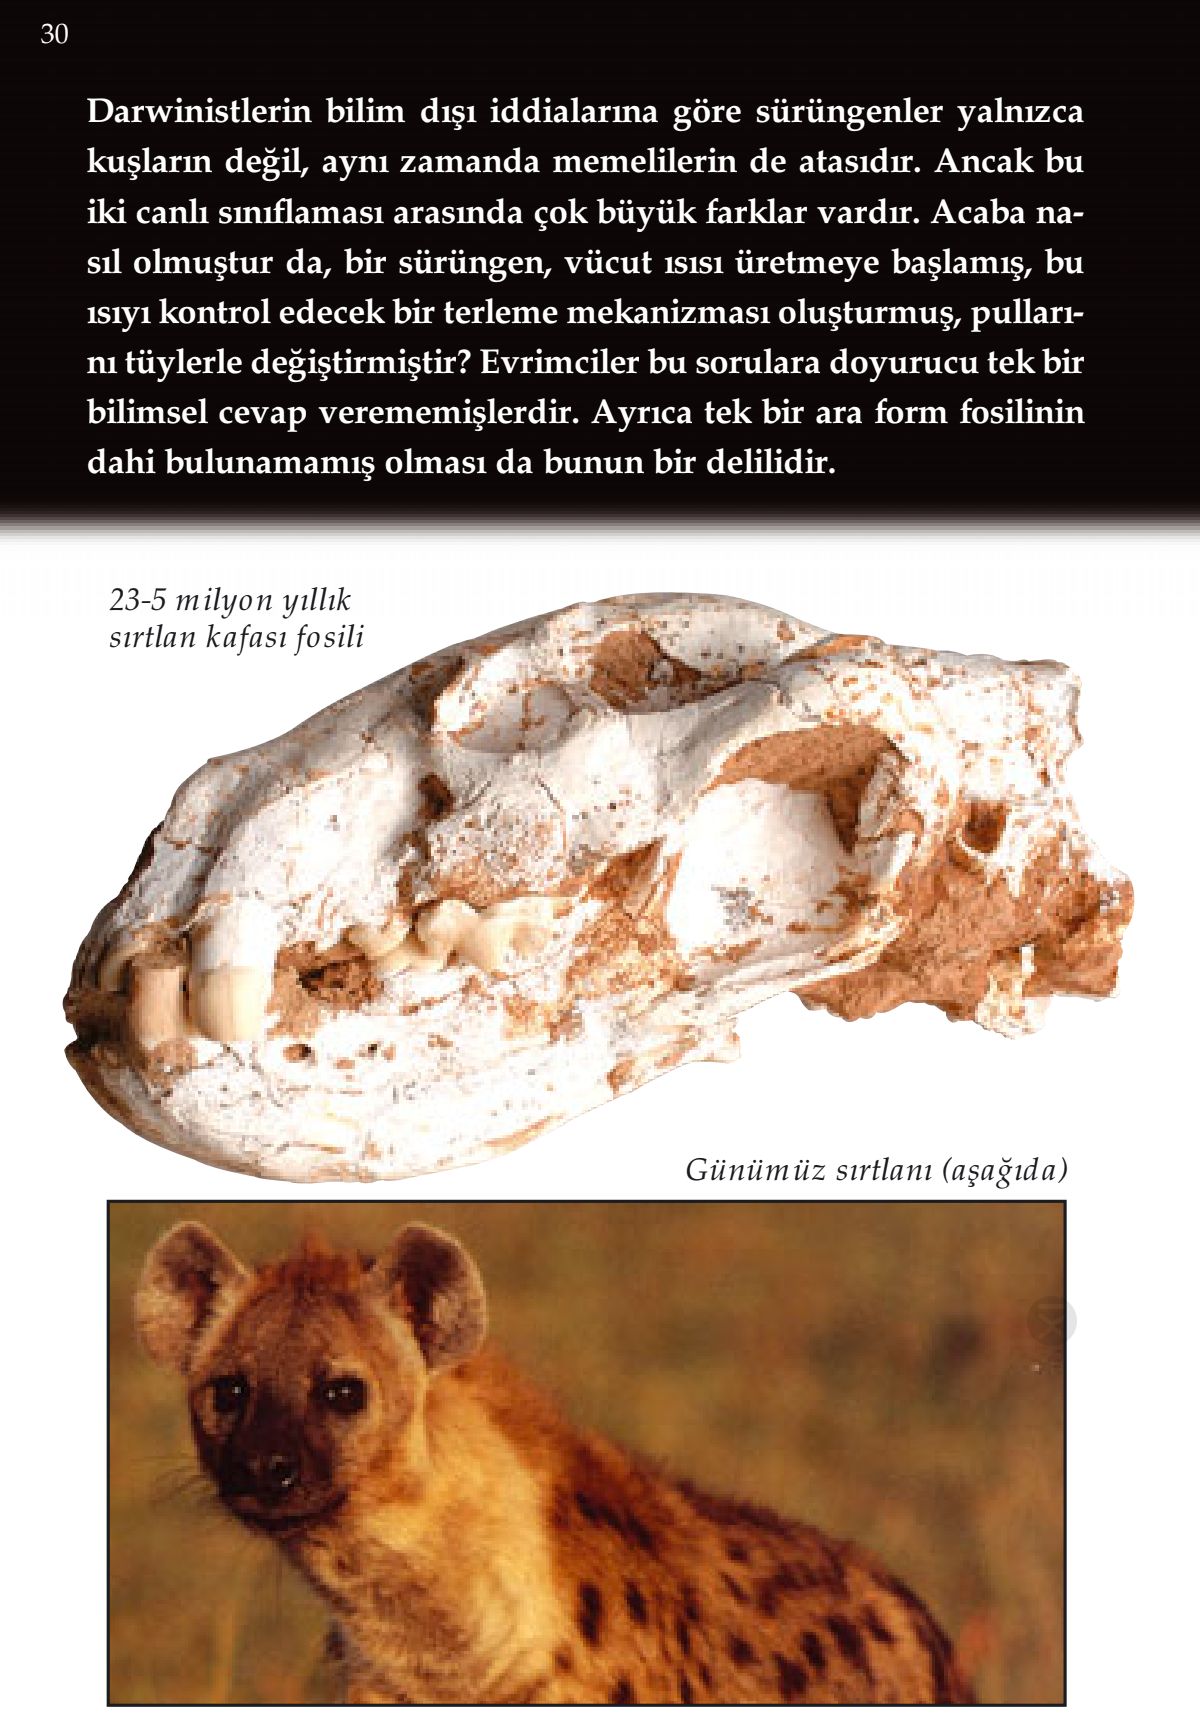 30
Darwinistlerin bilim dışı iddialarına göre sürüngenler yalnızca
kuşların değil, aynı zamanda memelilerin de atasıdır. Ancak bu
iki canlı sınıflaması arasında çok büyük farklar vardır. Acaba na-
sıl olmuştur da, bir sürüngen, vücut ısısı üretmeye başlamış, bu
ısıyı kontrol edecek bir terleme mekanizması oluşturmuş, pulları-
nı tüylerle değiştirmiştir? Evrimciler bu sorulara doyurucu tek bir
bilimsel cevap verememişlerdir. Ayrıca tek bir ara form fosilinin
dahi bulunamamış olması da bunun bir delilidir.
23-5 milyon yıllık
sırtlan kafası fosili
Günümüz sırtlanı (aşağıda)